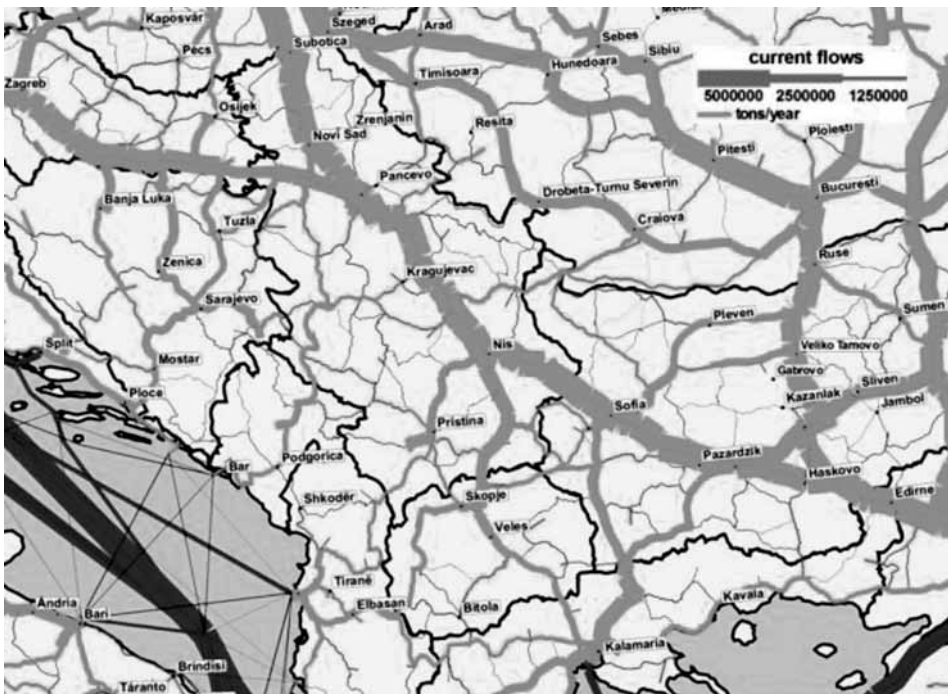 Kaposvár
Szeged
Arad
Sebes
Pécs
Subotica
Sibiu
Hunedoara
current flows
Zagreb
Timisoara
5000000 2500000 1250000
tons/year
Osijek
Zrenjanin
Resita
Novi Sad
Ploiesti
Pitesti
Pancevo
Bucuresti
Banja Luka
Drobeta-Turnu Severin
Tuzla
Craiova
Ruse
Zenica
Kragujevac
Sarajevo
Sumen
Pleven
Split
Nis
Veliko Tarnovo
Mostar
Gabrovo
Ploce
Kazanlak
Sliven
Sofia
Jambol
Pristina
Bar
Podgorica
Pazardzik
Haskovo
Shkodër
Skopje
Edirne
Veles
Tiranë
Kavala
Andria
Elbasan
Bitola
Bari
Kalamaria
Brindisi
Táranto